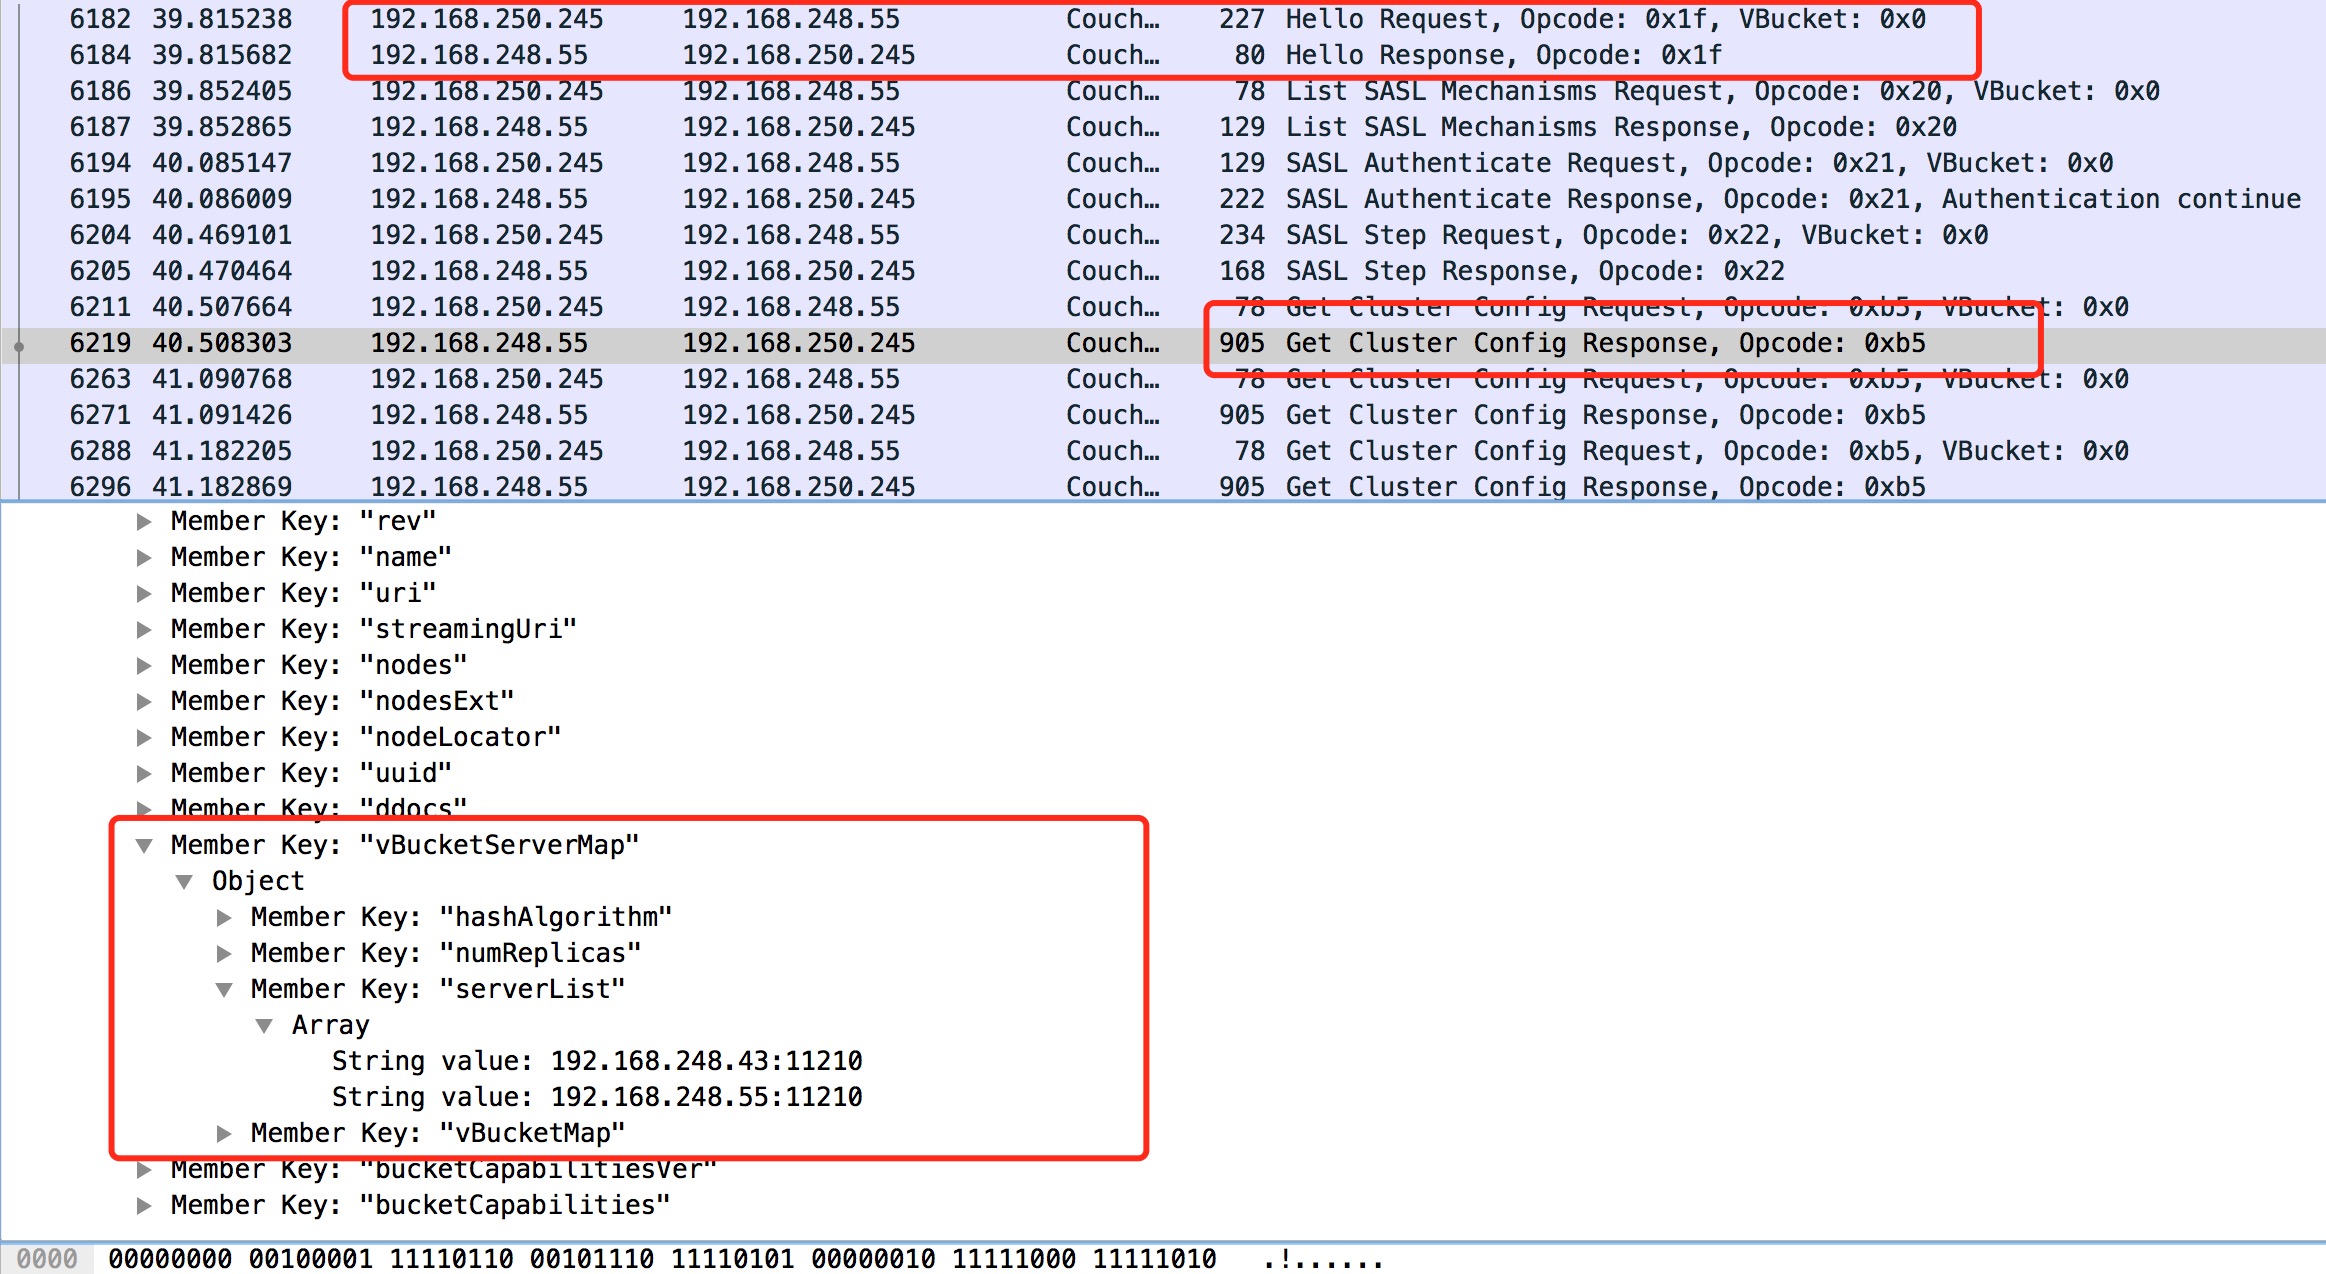 6182 39.815238 192.168.250.245 192.168.248.55 Couch… 227 Hello Request, Opcode: 0x1f, VBucket: 0x0
6184 39.815682 192.168.248.55 192.168.250.245 Couch… 80 Hello Response, Opcode: 0x1f
6186 39.852405 192.168.250.245 192.168.248.55 Couch… 78 List SASL Mechanisms Request, Opcode: 0x20, VBucket: 0x0
6187 39.852865 192.168.248.55 192.168.250.245 Couch… 129 List SASL Mechanisms Response, Opcode: 0x20
6194 40.085147 192.168.250.245 192.168.248.55 Couch… 129 SASL Authenticate Request, Opcode: 0x21, VBucket: 0x0
6195 40.086009 192.168.248.55 192.168.250.245 Couch… 222 SASL Authenticate Response, Opcode: 0x21, Authentication continue
6204 40.469101 192.168.250.245 192.168.248.55 Couch… 234 SASL Step Request, Opcode: 0x22, VBucket: 0x0
6205 40.470464 192.168.248.55 192.168.250.245 Couch… 168 SASL Step Response, Opcode: 0x22
6211 40.507664 192.168.250.245 192.168.248.55 Couch… 78 Get Cluster Config Request, Opcode: 0xb5, VBucket: 0x0
6219 40.508303 192.168.248.55 192.168.250.245 Couch… 905 Get Cluster Config Response, Opcode: 0xb5
6263 41.090768 192.168.250.245 192.168.248.55 Couch… 78 Get Cluster Config Request, Opcode: 0xb5, VBucket: 0x0
6271 41.091426 192.168.248.55 192.168.250.245 Couch… 905 Get Cluster Config Response, Opcode: 0xb5
6288 41.182205 192.168.250.245 192.168.248.55 Couch… 78 Get Cluster Config Request, Opcode: 0xb5, VBucket: 0x0
6296 41.182869 192.168.248.55 192.168.250.245 Couch… 905 Get Cluster Config Response, Opcode: 0xb5
Member Key: "rev"
Member Key: "name"
Member Key: "uri"
Member Key: "streamingUri"
Member Key: "nodes"
Member Key: "nodesExt"
Member Key: "nodeLocator"
Member Key: "uuid"
Member Key: "ddocs"
Member Key: "vBucketServerMap"
Object
Member Key: "hashAlgorithm"
Member Key: "numReplicas"
Member Key: "serverList"
Array
String value: 192.168.248.43:11210
String value: 192.168.248.55:11210
Member Key: "vBucketMap"
Member Key: "bucketCapabilitiesVer"
Member Key: "bucketCapabilities"
0000 00000000 00100001 11110110 00101110 11110101 00000010 11111000 11111010 .!......